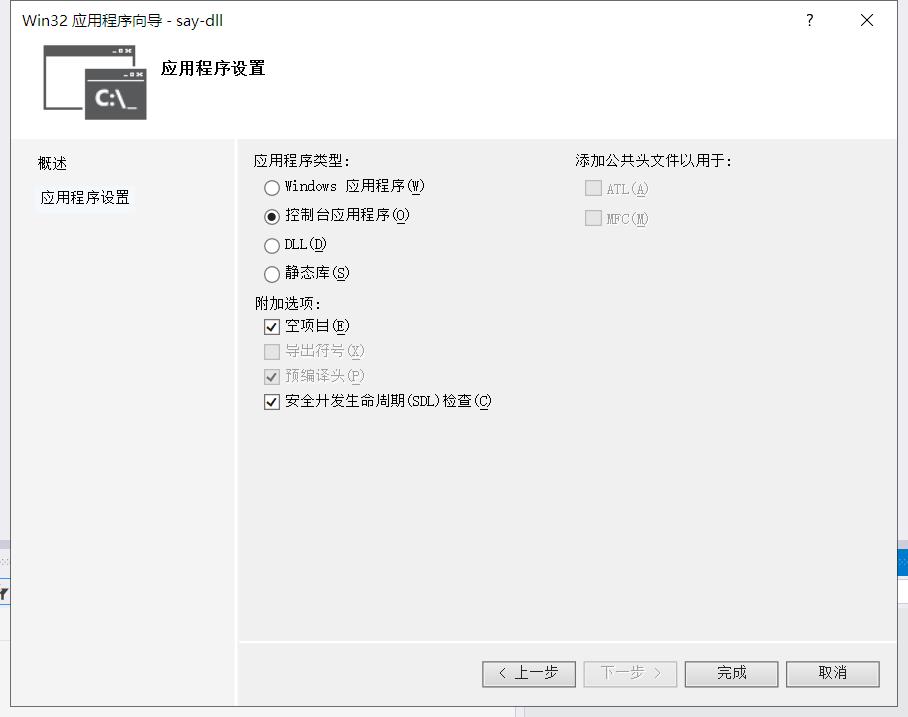 Win32 应用程序向导 - say-dll
?
C:\_
应用程序设置
概述
应用程序设置
应用程序类型:
Windows 应用程序(W)
控制台应用程序(O)
DLL(D)
静态库(S)
附加选项:
空项目(E)
导出符号(X)
预编译头(P)
安全开发生命周期(SDL)检查(C)
添加公共头文件以用于:
ATL(A)
MFC(M)
< 上一步
下一步 >
完成
取消